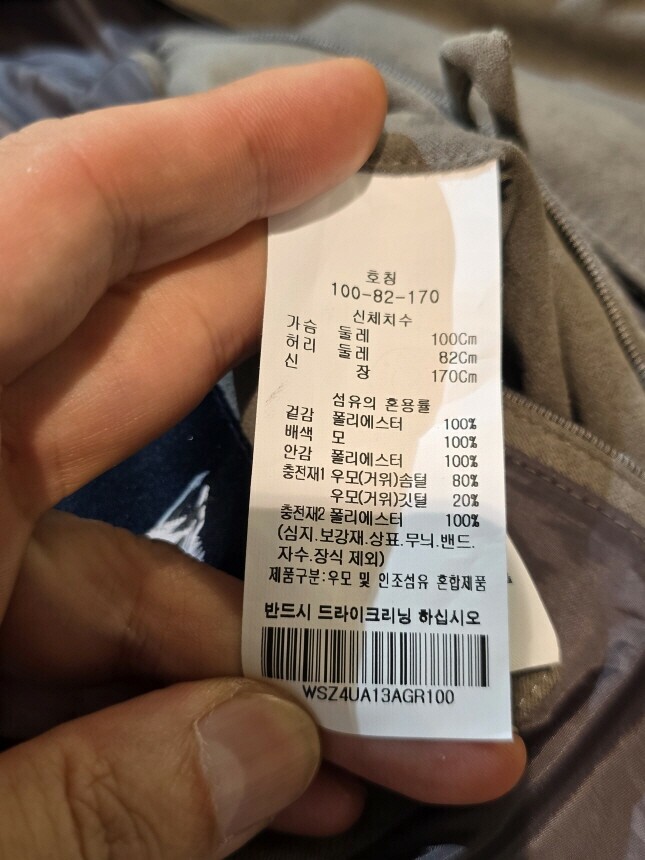 호칭
100-82-170
신체치수
가슴 둘레 100Cm
허리 둘레 82Cm
신 장 170Cm
섬유의 혼용률
겉감 폴리에스터 100%
배색 모 100%
안감 폴리에스터 100%
충전재1 우모(거위)솜털 80%
우모(거위)깃털 20%
충전재2 폴리에스터 100%
(심지.보강재.상표.무늬.밴드.
자수.장식 제외)
제품구분:우모 및 인조섬유 혼합제품
반드시 드라이크리닝 하십시오
WSZ4UA13AGR100